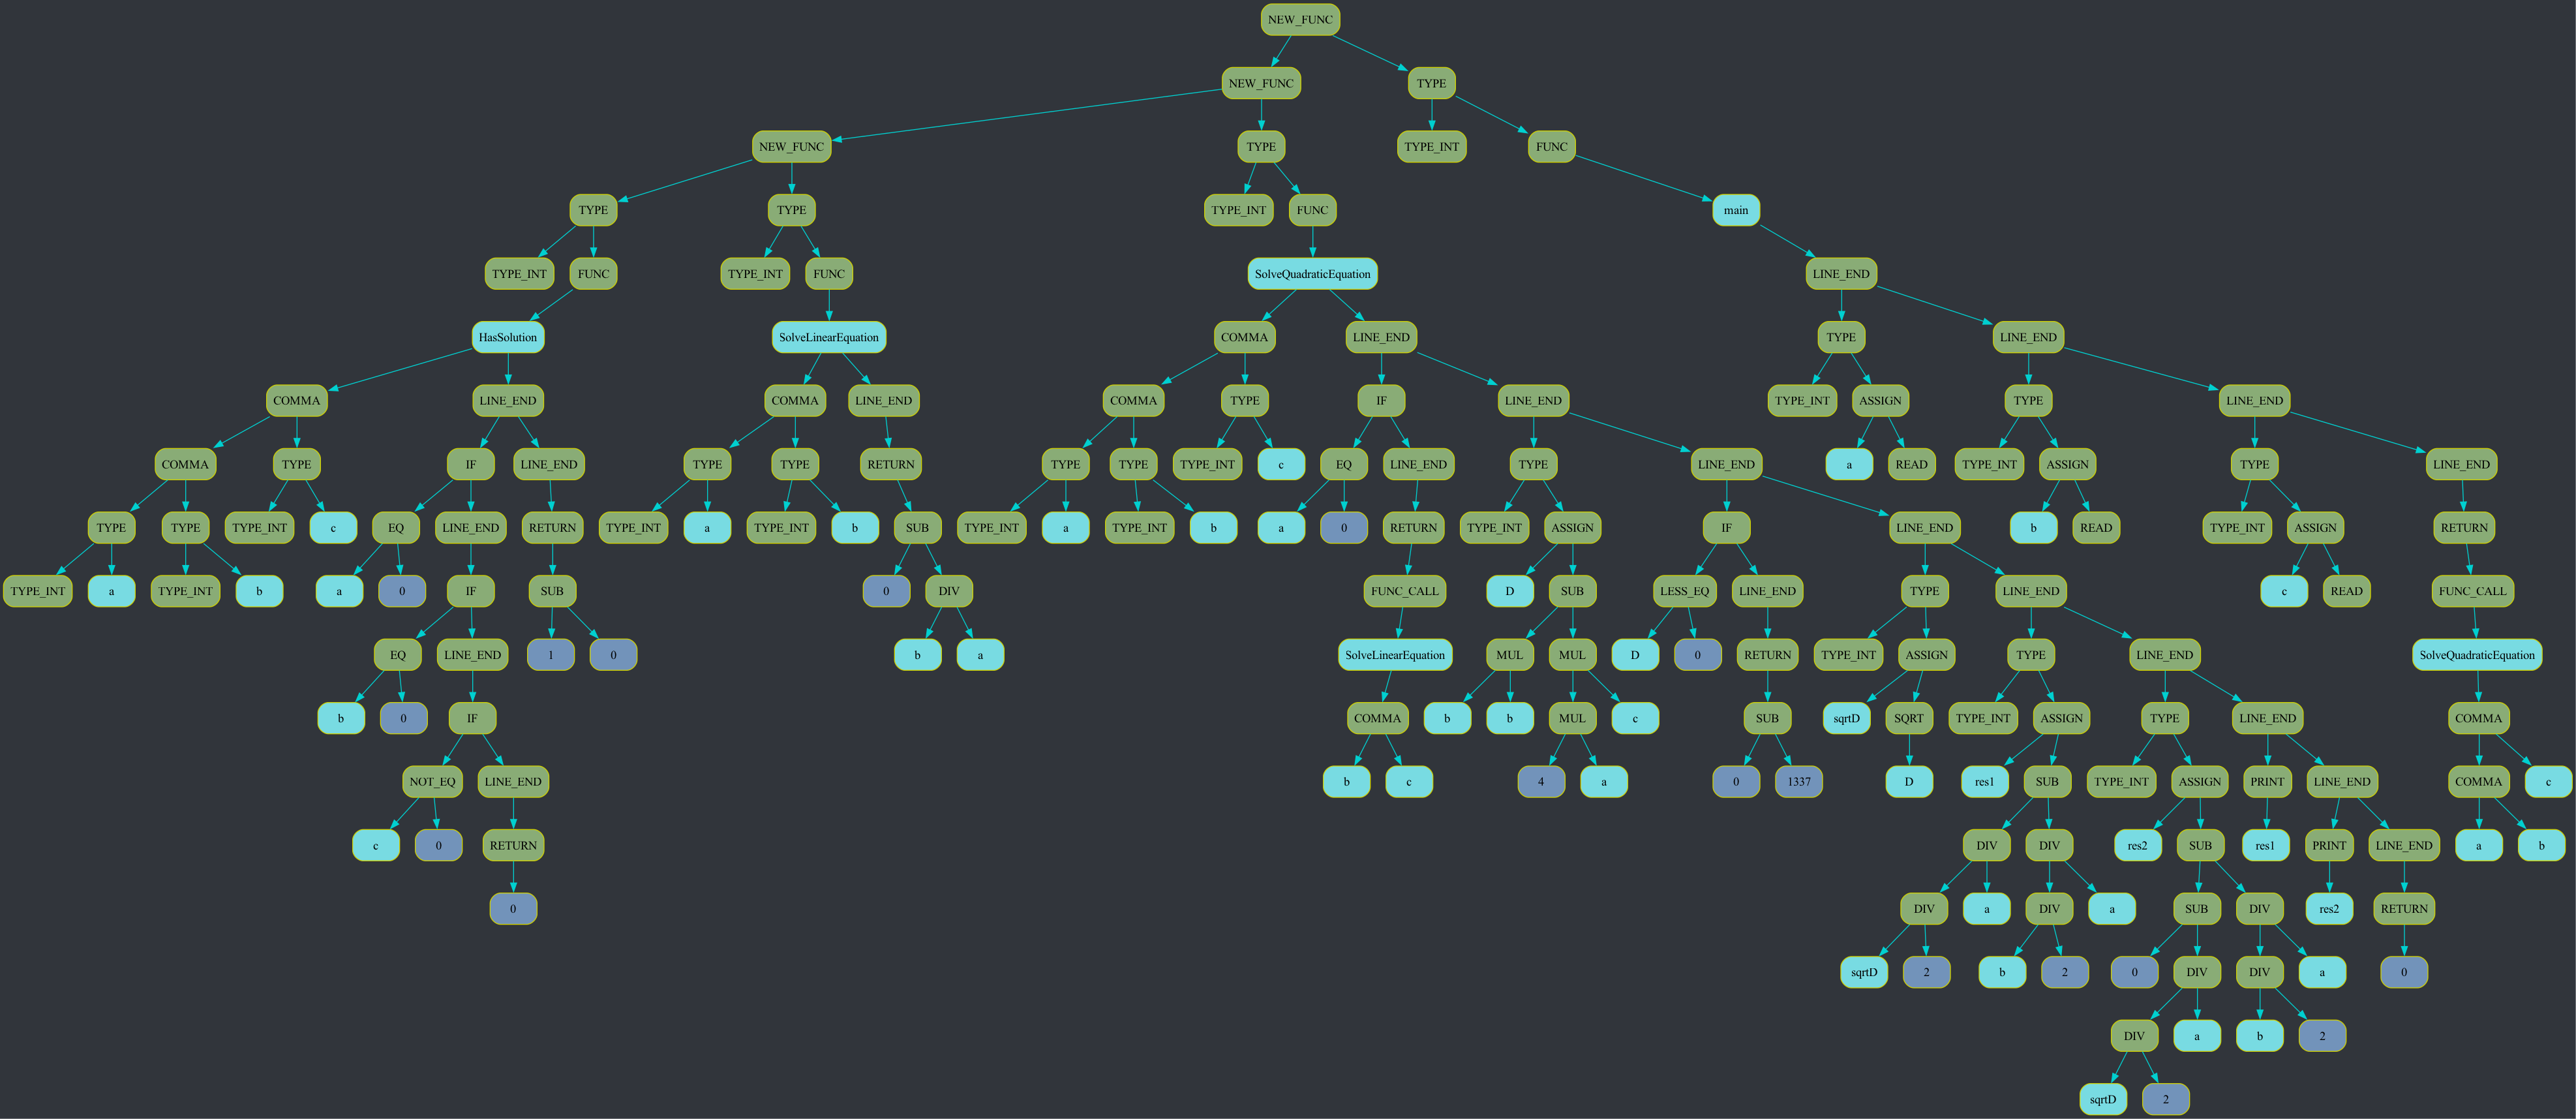 NEW_FUNC
NEW_FUNC TYPE
NEW_FUNC TYPE TYPE_INT FUNC
TYPE TYPE TYPE_INT FUNC main
TYPE_INT FUNC TYPE_INT FUNC SolveQuadraticEquation LINE_END
HasSolution SolveLinearEquation COMMA LINE_END TYPE LINE_END
COMMA LINE_END COMMA LINE_END COMMA TYPE IF LINE_END TYPE_INT ASSIGN TYPE LINE_END
COMMA TYPE IF LINE_END TYPE TYPE RETURN TYPE TYPE TYPE_INT c EQ LINE_END TYPE LINE_END a READ TYPE_INT ASSIGN TYPE LINE_END
TYPE TYPE TYPE_INT c EQ LINE_END RETURN TYPE_INT a TYPE_INT b SUB TYPE_INT a TYPE_INT b a 0 RETURN TYPE_INT ASSIGN IF LINE_END b READ TYPE_INT ASSIGN RETURN
TYPE_INT a TYPE_INT b a 0 IF SUB 0 DIV FUNC_CALL D SUB LESS_EQ LINE_END TYPE LINE_END c READ FUNC_CALL
EQ LINE_END 1 0 b a SolveLinearEquation MUL MUL D 0 RETURN TYPE_INT ASSIGN TYPE LINE_END SolveQuadraticEquation
b 0 IF COMMA b b MUL c SUB sqrtD SQRT TYPE_INT ASSIGN TYPE LINE_END COMMA
NOT_EQ LINE_END b c 4 a 0 1337 D res1 SUB TYPE_INT ASSIGN PRINT LINE_END COMMA c
c 0 RETURN DIV DIV res2 SUB res1 PRINT LINE_END a b
0 DIV a DIV a SUB DIV res2 RETURN
sqrtD 2 b 2 0 DIV DIV a 0
DIV a b 2
sqrtD 2